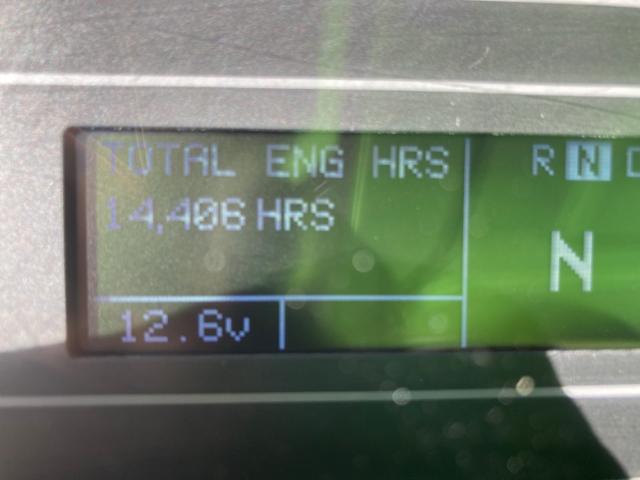 TOTAL ENG HRS
14,406 HRS
12.6v
R N D
N